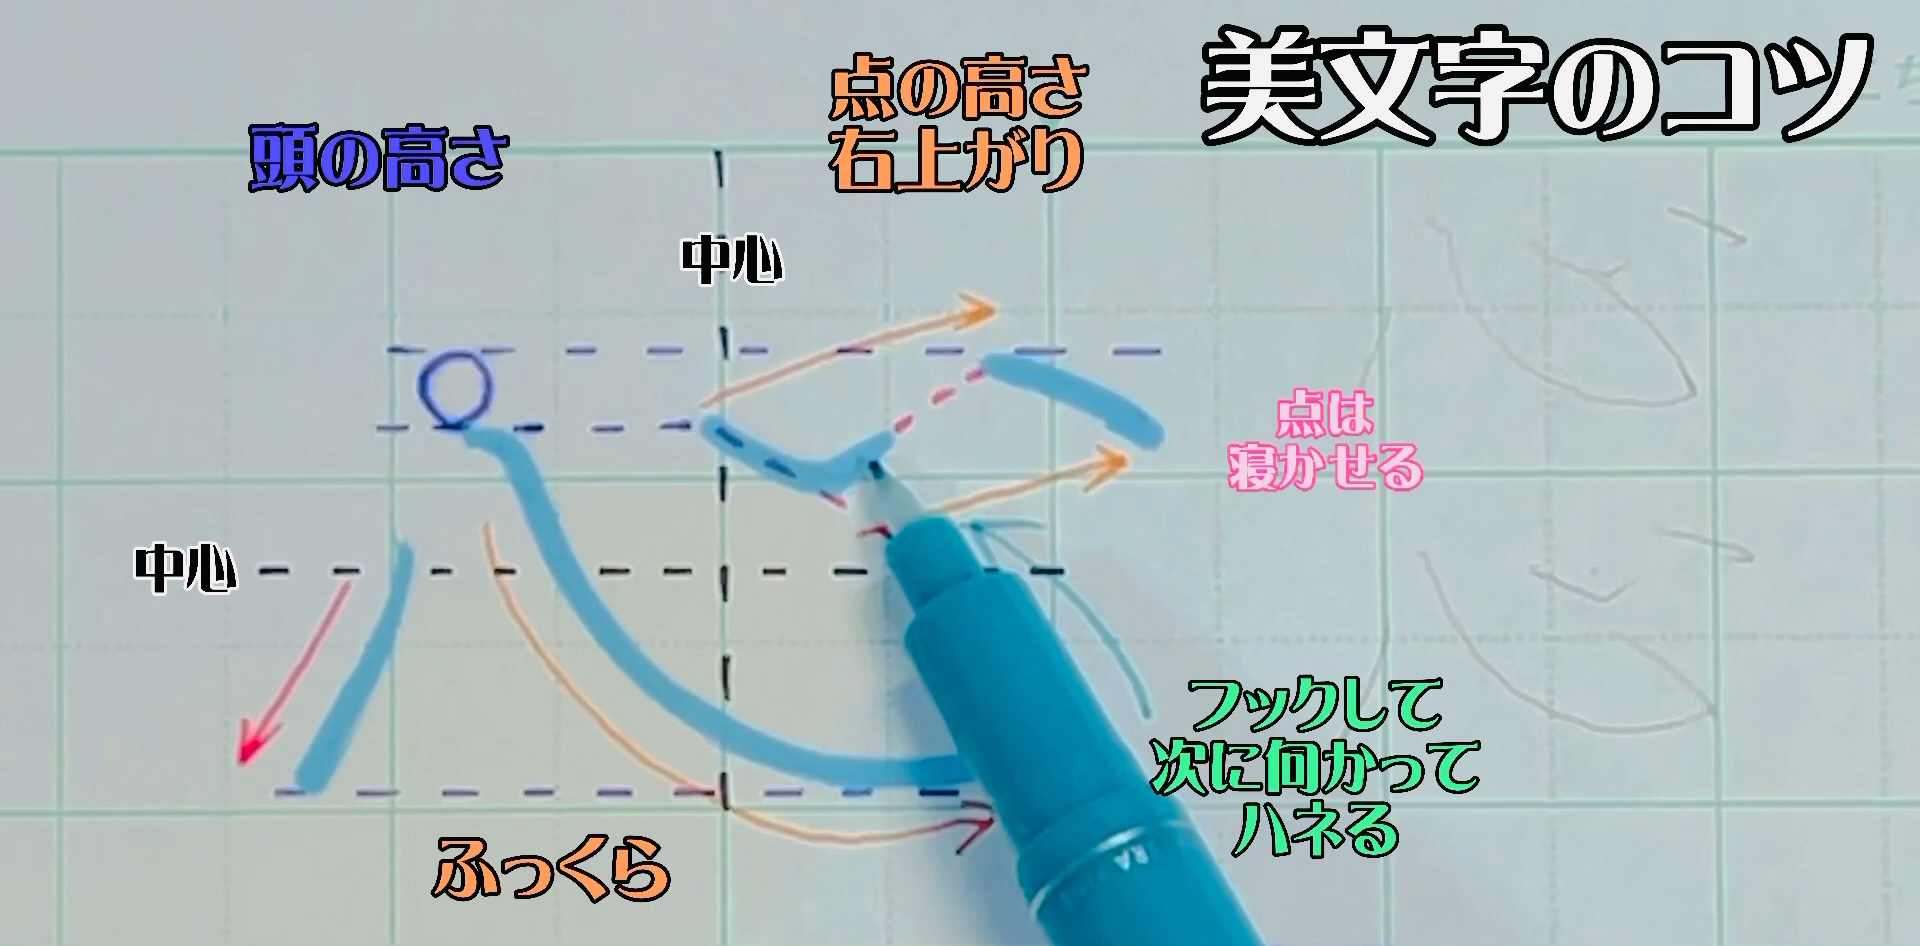 美文字のコツ
点の高さ
右上がり
頭の高さ
中心
点は
寝かせる
中心
フックして
次に向かって
ハネる
ふっくら